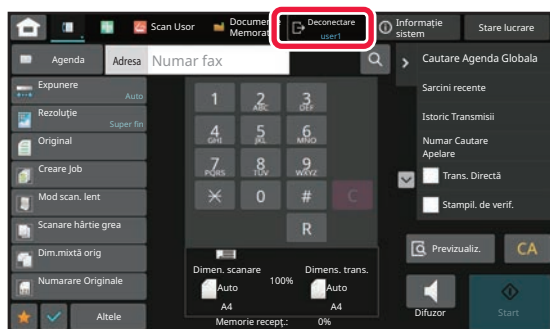 Scan Usor
Document
Memorat
Deconectare
user1
Informație
sistem
Stare lucrare
Agenda
Adresa
Numar fax
Cautare Agenda Globala
Expunere
Auto
Rezoluție
Super fin
Original
Creare Job
Mod scan. lent
Scanare hârtie
grea
Dim.mixtă orig
Numarare Originale
Altele
1
2
ABC
3
DEF
4
GHI
5
JKL
6
MNO
7
PQRS
8
TUV
9
WXYZ
0
#
C
R
Dimen. scanare
100%
Dimens. trans.
Auto
A4
Auto
A4
Memorie recepț.:
0%
Sarcini recente
Istoric Transmisii
Numar Cautare
Apelare
Trans. Directă
Stampil. de verif.
Previzualiz.
CA
Difuzor
Start